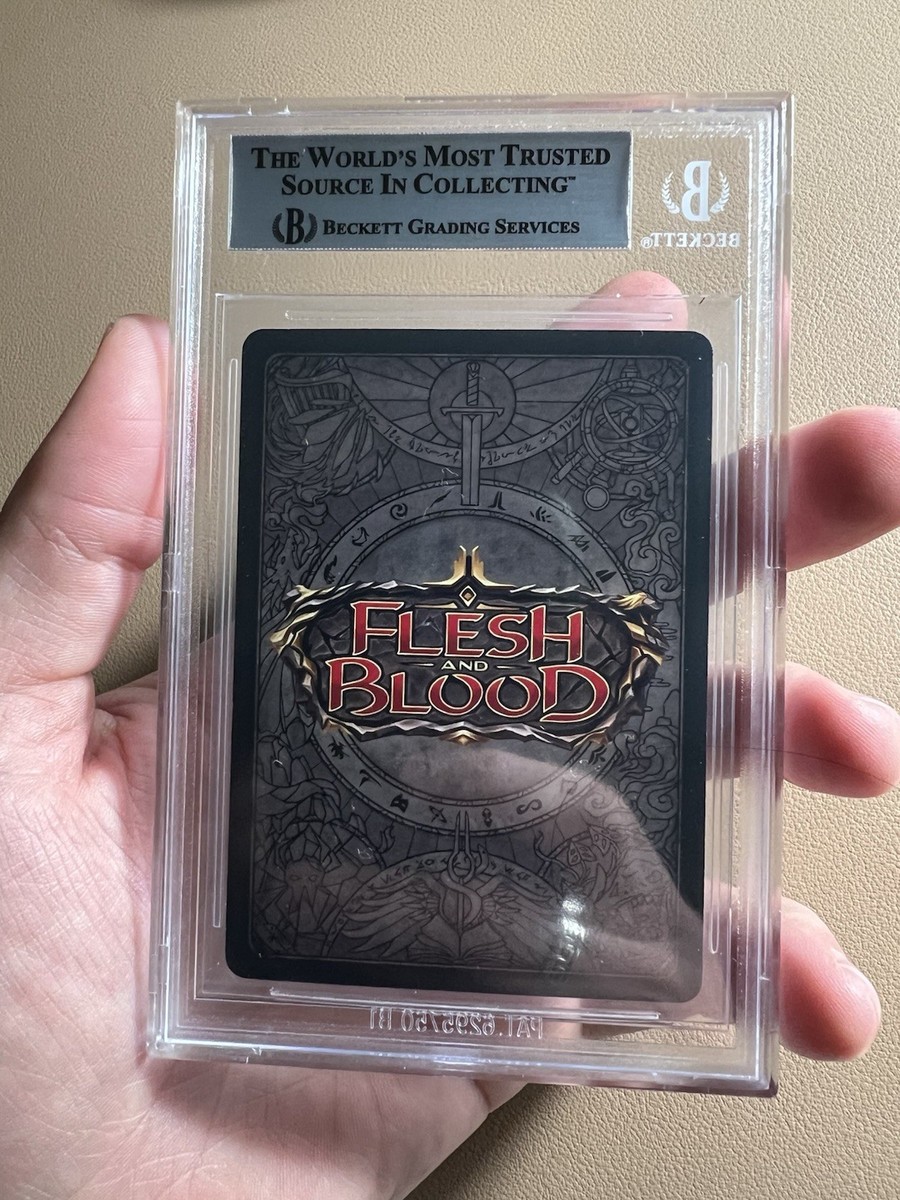 THE WORLD'S MOST TRUSTED
SOURCE IN COLLECTING™
B BECKETT GRADING SERVICES
B
BECKETT®
FLESH
AND
BLOOD
PAT. 6295750 B1